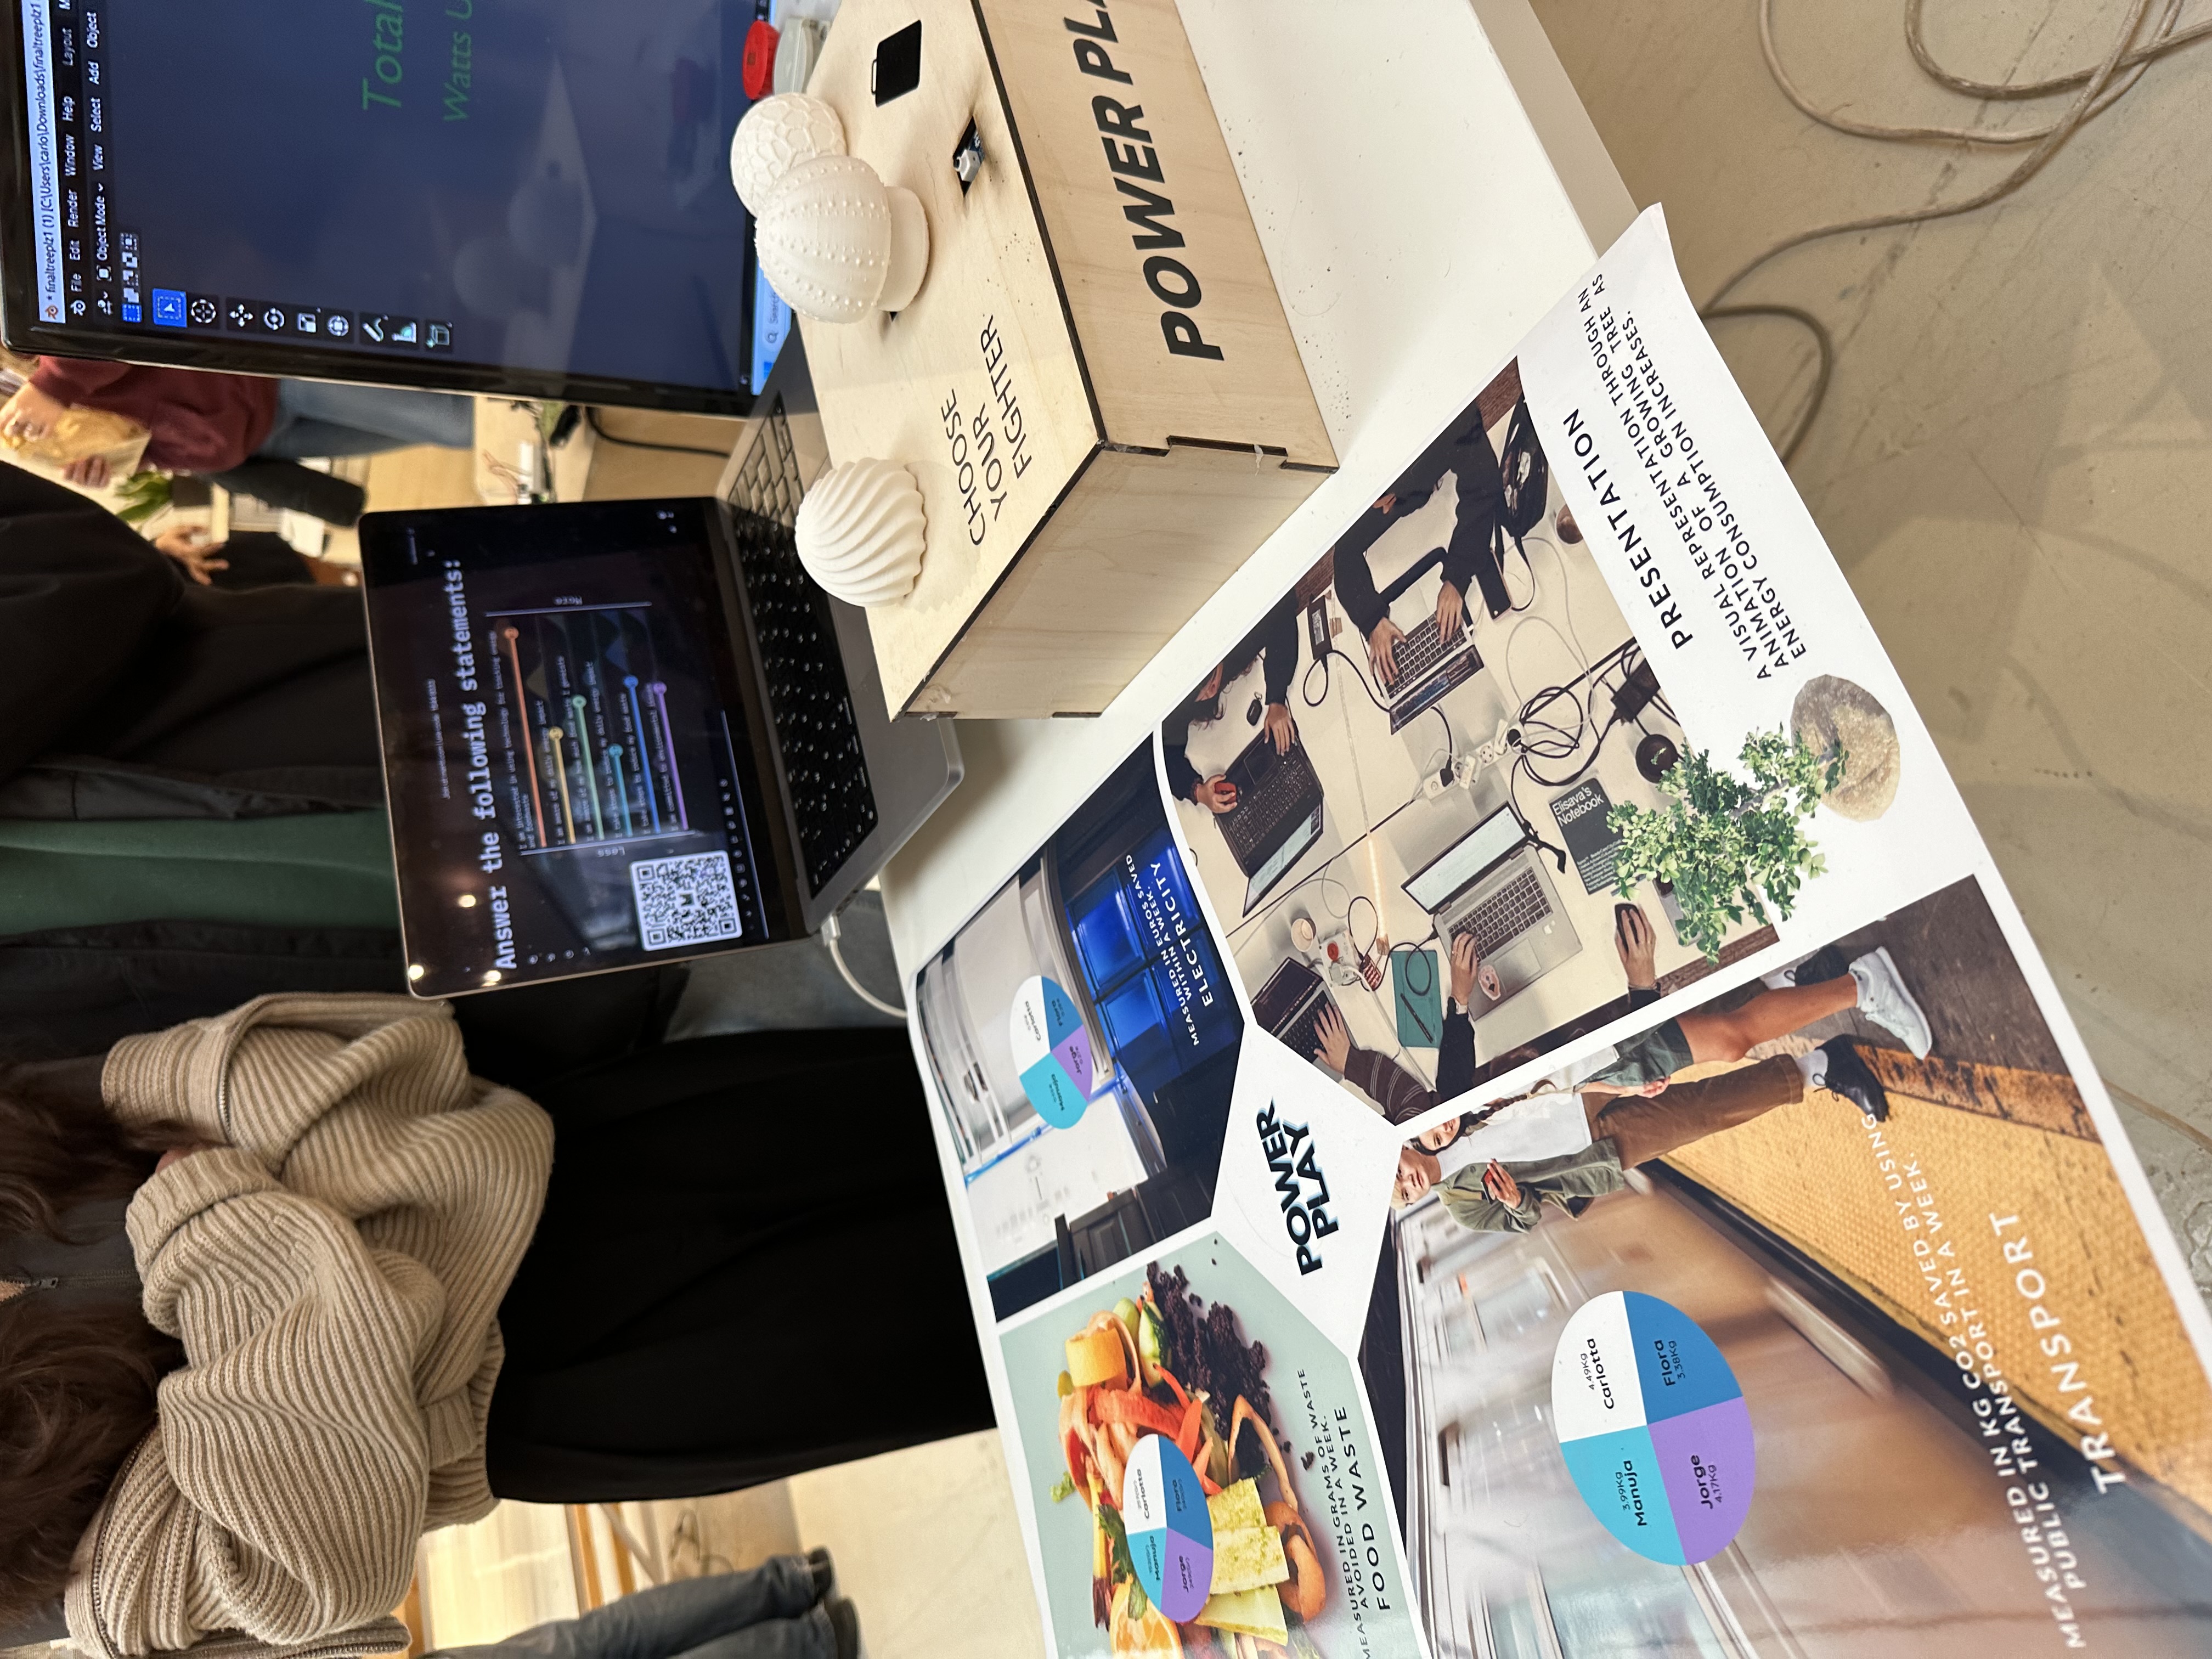 * finaltreeplz1 (1) [C:\Users\carlo\Downloads\finaltreeplz1
File Edit Render Window Help Layout
Object Mode View Select Add Object
Total
Watts U
Search
Answer the following statements:
I am interested in using technology for tracking energy
and foodwaste
I am aware of my daily energy impact
I am aware of how much food waste I generate
I take steps to reduce my daily energy impact
I take steps to reduce my food waste
I am committed to environmental issues
Less
More
CHOOSE
YOUR
FIGHTER
POWER PLA
Manuja
Carlotta
Jorge
Flora
MEASURED IN EUROS SAVED
WITHIN A WEEK.
ELECTRICITY
Manuja
Carlotta
Jorge
Flora
MEASURED IN GRAMS OF WASTE
AVOIDED IN A WEEK.
FOOD WASTE
POWER
PLAY
Elisava's
Notebook
PRESENTATION
A VISUAL REPRESENTATION THROUGH AN
ANIMATION OF A GROWING TREE AS
ENERGY CONSUMPTION INCREASES.
3.99Kg
Manuja
4.49Kg
Carlotta
Jorge
4.17Kg
Flora
3.38Kg
MEASURED IN KG CO2 SAVED BY USING
PUBLIC TRANSPORT IN A WEEK.
TRANSPORT